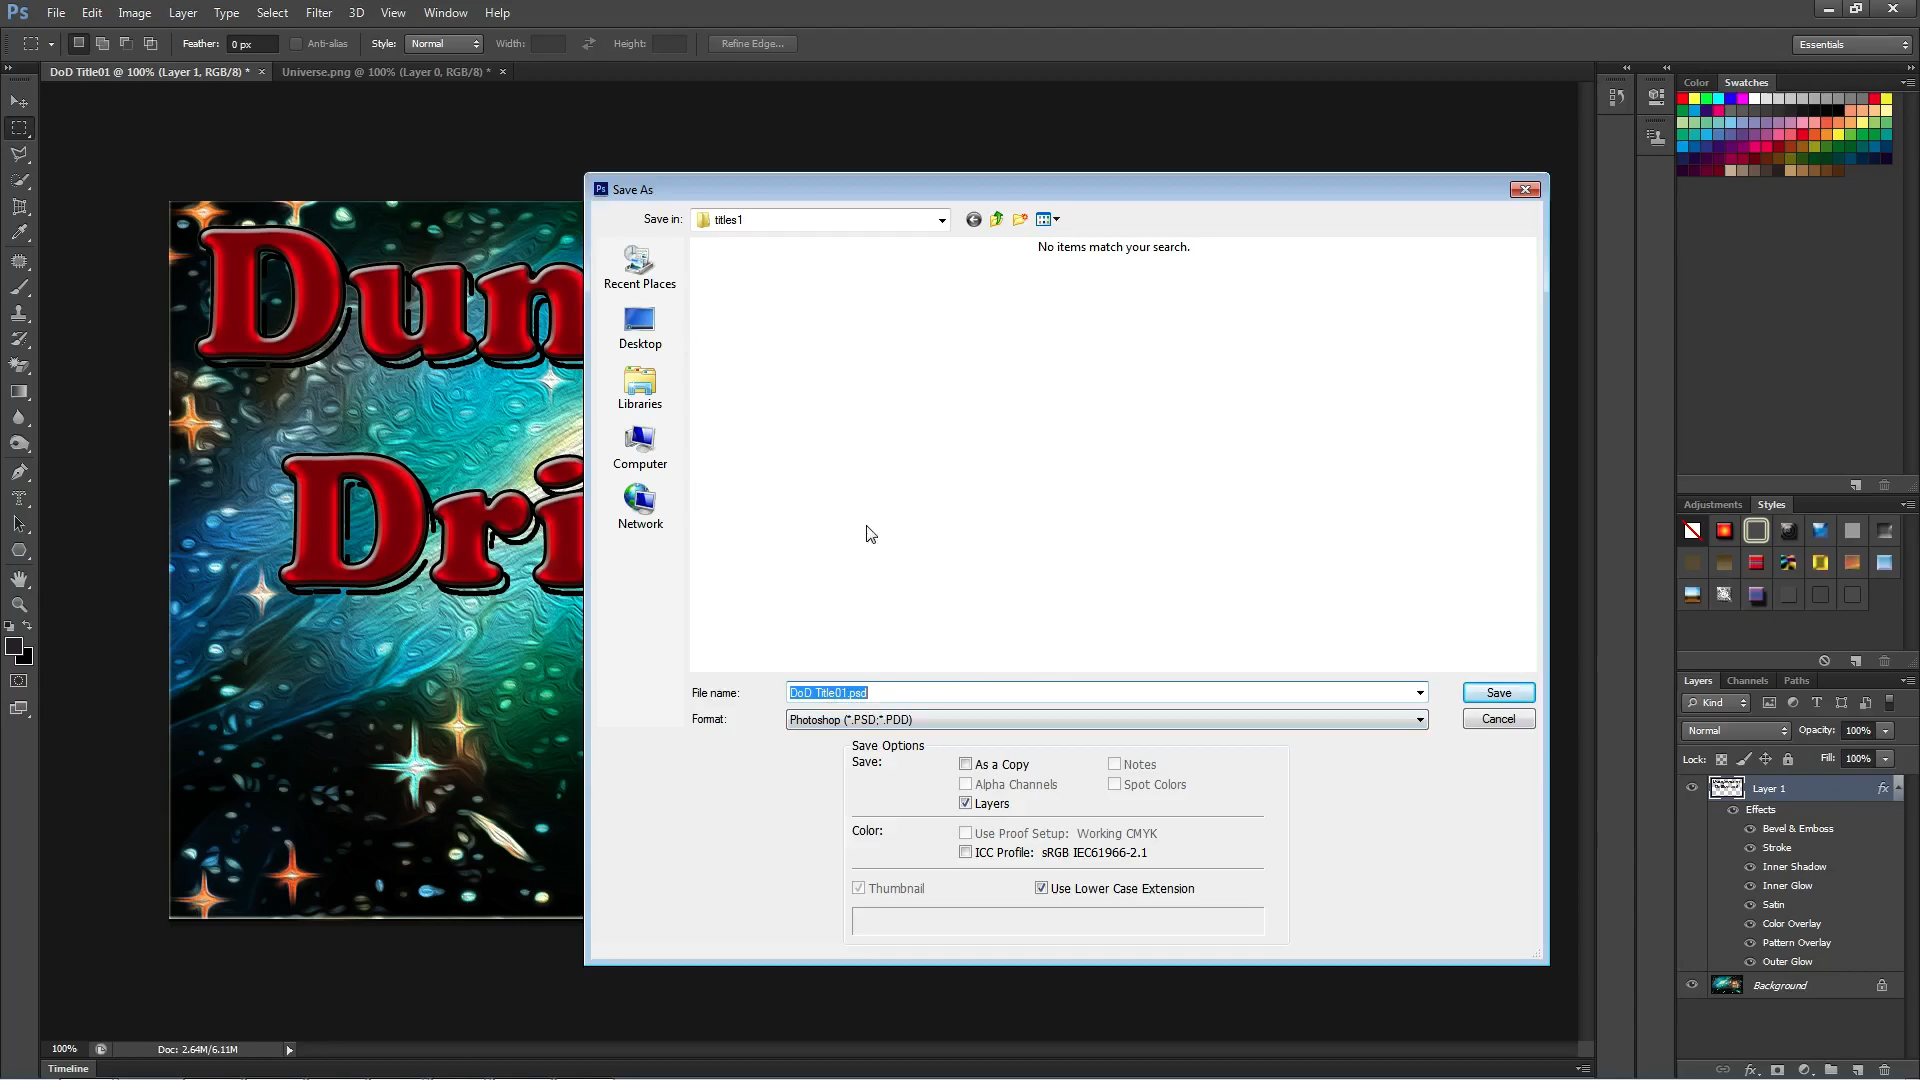 Ps File Edit Image Layer Type Select Filter 3D View Window Help
Feather: 0 px Anti-alias Style: Normal Width: Height: Refine Edge... Essentials
DoD Title01 @ 100% (Layer 1, RGB/8) * × Universe.png @ 100% (Layer 0, RGB/8) * ×
Color Swatches
Ps Save As
Save in: titles1
No items match your search.
Recent Places
Desktop
Libraries
Computer
Network
Dun
Dri
File name: DoD Title01.psd Save
Format: Photoshop (*.PSD;*.PDD) Cancel
Save Options
Save: As a Copy Notes
Alpha Channels Spot Colors
Layers
Color: Use Proof Setup: Working CMYK
ICC Profile: sRGB IEC61966-2.1
Thumbnail Use Lower Case Extension
Adjustments Styles
Layers Channels Paths
Kind
Normal Opacity: 100%
Lock: Fill: 100%
Layer 1 fx
Effects
Bevel & Emboss
Stroke
Inner Shadow
Inner Glow
Satin
Color Overlay
Pattern Overlay
Outer Glow
Background
100% Doc: 2.64M/6.11M
Timeline
fx